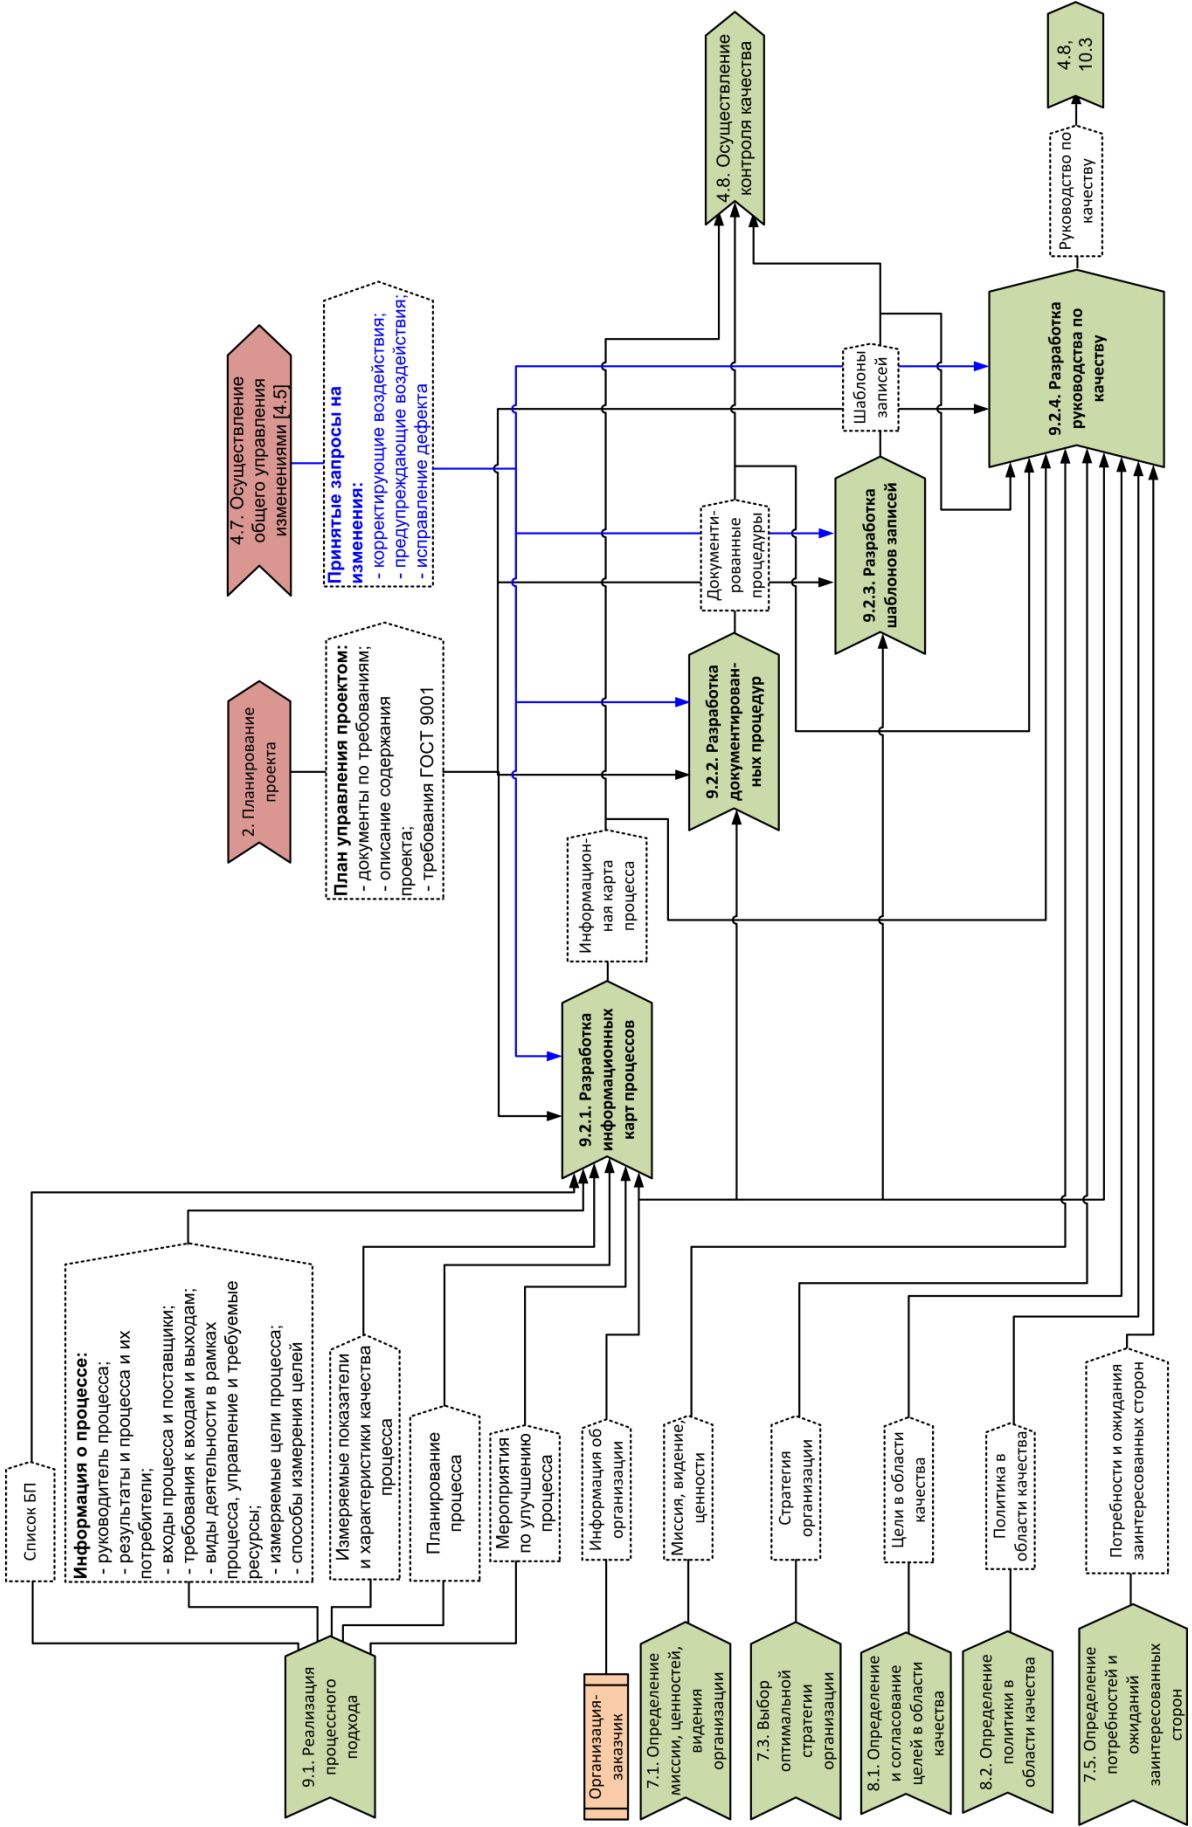 9.1. Реализация
процессного
подхода
Список БП
Информация о процессе:
- руководитель процесса;
- результаты и процесса и их
потребители;
- входы процесса и поставщики;
- требования к входам и выходам;
- виды деятельности в рамках
процесса, управление и требуемые
ресурсы;
- измеряемые цели процесса;
- способы измерения целей
Измеряемые показатели
и характеристики качества
процесса
Планирование
процесса
Мероприятия
по улучшению
процесса
Организация-
заказчик
Информация об
организации
7.1. Определение
миссии, ценностей,
видения
организации
Миссия, видение,
ценности
7.3. Выбор
оптимальной
стратегии
организации
Стратегия
организации
8.1. Определение
и согласование
целей в области
качества
Цели в области
качества
8.2. Определение
политики в
области качества
Политика в
области качества
7.5. Определение
потребностей и
ожиданий
заинтересованных
сторон
Потребности и ожидания
заинтересованных сторон
2. Планирование
проекта
План управления проектом:
- документы по требованиям;
- описание содержания
проекта;
- требования ГОСТ 9001
4.7. Осуществление
общего управления
изменениями [4.5]
Принятые запросы на
изменения:
- корректирующие воздействия;
- предупреждающие воздействия;
- исправление дефекта
9.2.1. Разработка
информационных
карт процессов
Информацион-
ная карта
процесса
9.2.2. Разработка
документирован-
ных процедур
Документи-
рованные
процедуры
9.2.3. Разработка
шаблонов записей
Шаблоны
записей
9.2.4. Разработка
руководства по
качеству
Руководство по
качеству
4.8. Осуществление
контроля качества
4.8,
10.3